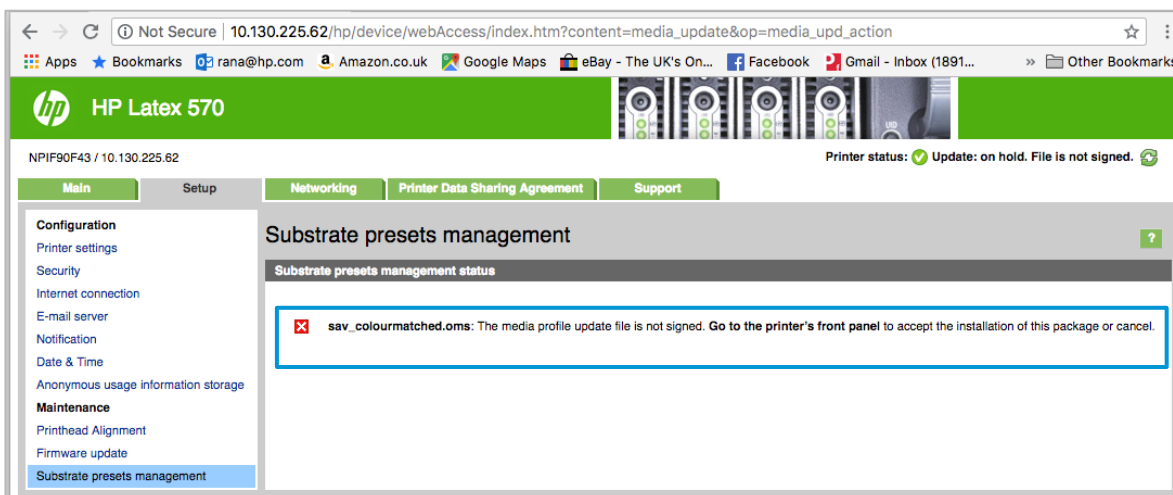 Not Secure | 10.130.225.62/hp/device/webAccess/index.htm?content=media_update&op=media_upd_action
Apps Bookmarks rana@hp.com Amazon.co.uk Google Maps eBay - The UK's On... Facebook Gmail - Inbox (1891... » Other Bookmarks
hp HP Latex 570
UID
NPIF90F43 / 10.130.225.62 Printer status: Update: on hold. File is not signed.
Main Setup Networking Printer Data Sharing Agreement Support
Configuration
Printer settings
Security
Internet connection
E-mail server
Notification
Date & Time
Anonymous usage information storage
Maintenance
Printhead Alignment
Firmware update
Substrate presets management
Substrate presets management ?
Substrate presets management status
sav_colourmatched.oms: The media profile update file is not signed. Go to the printer's front panel to accept the installation of this package or cancel.